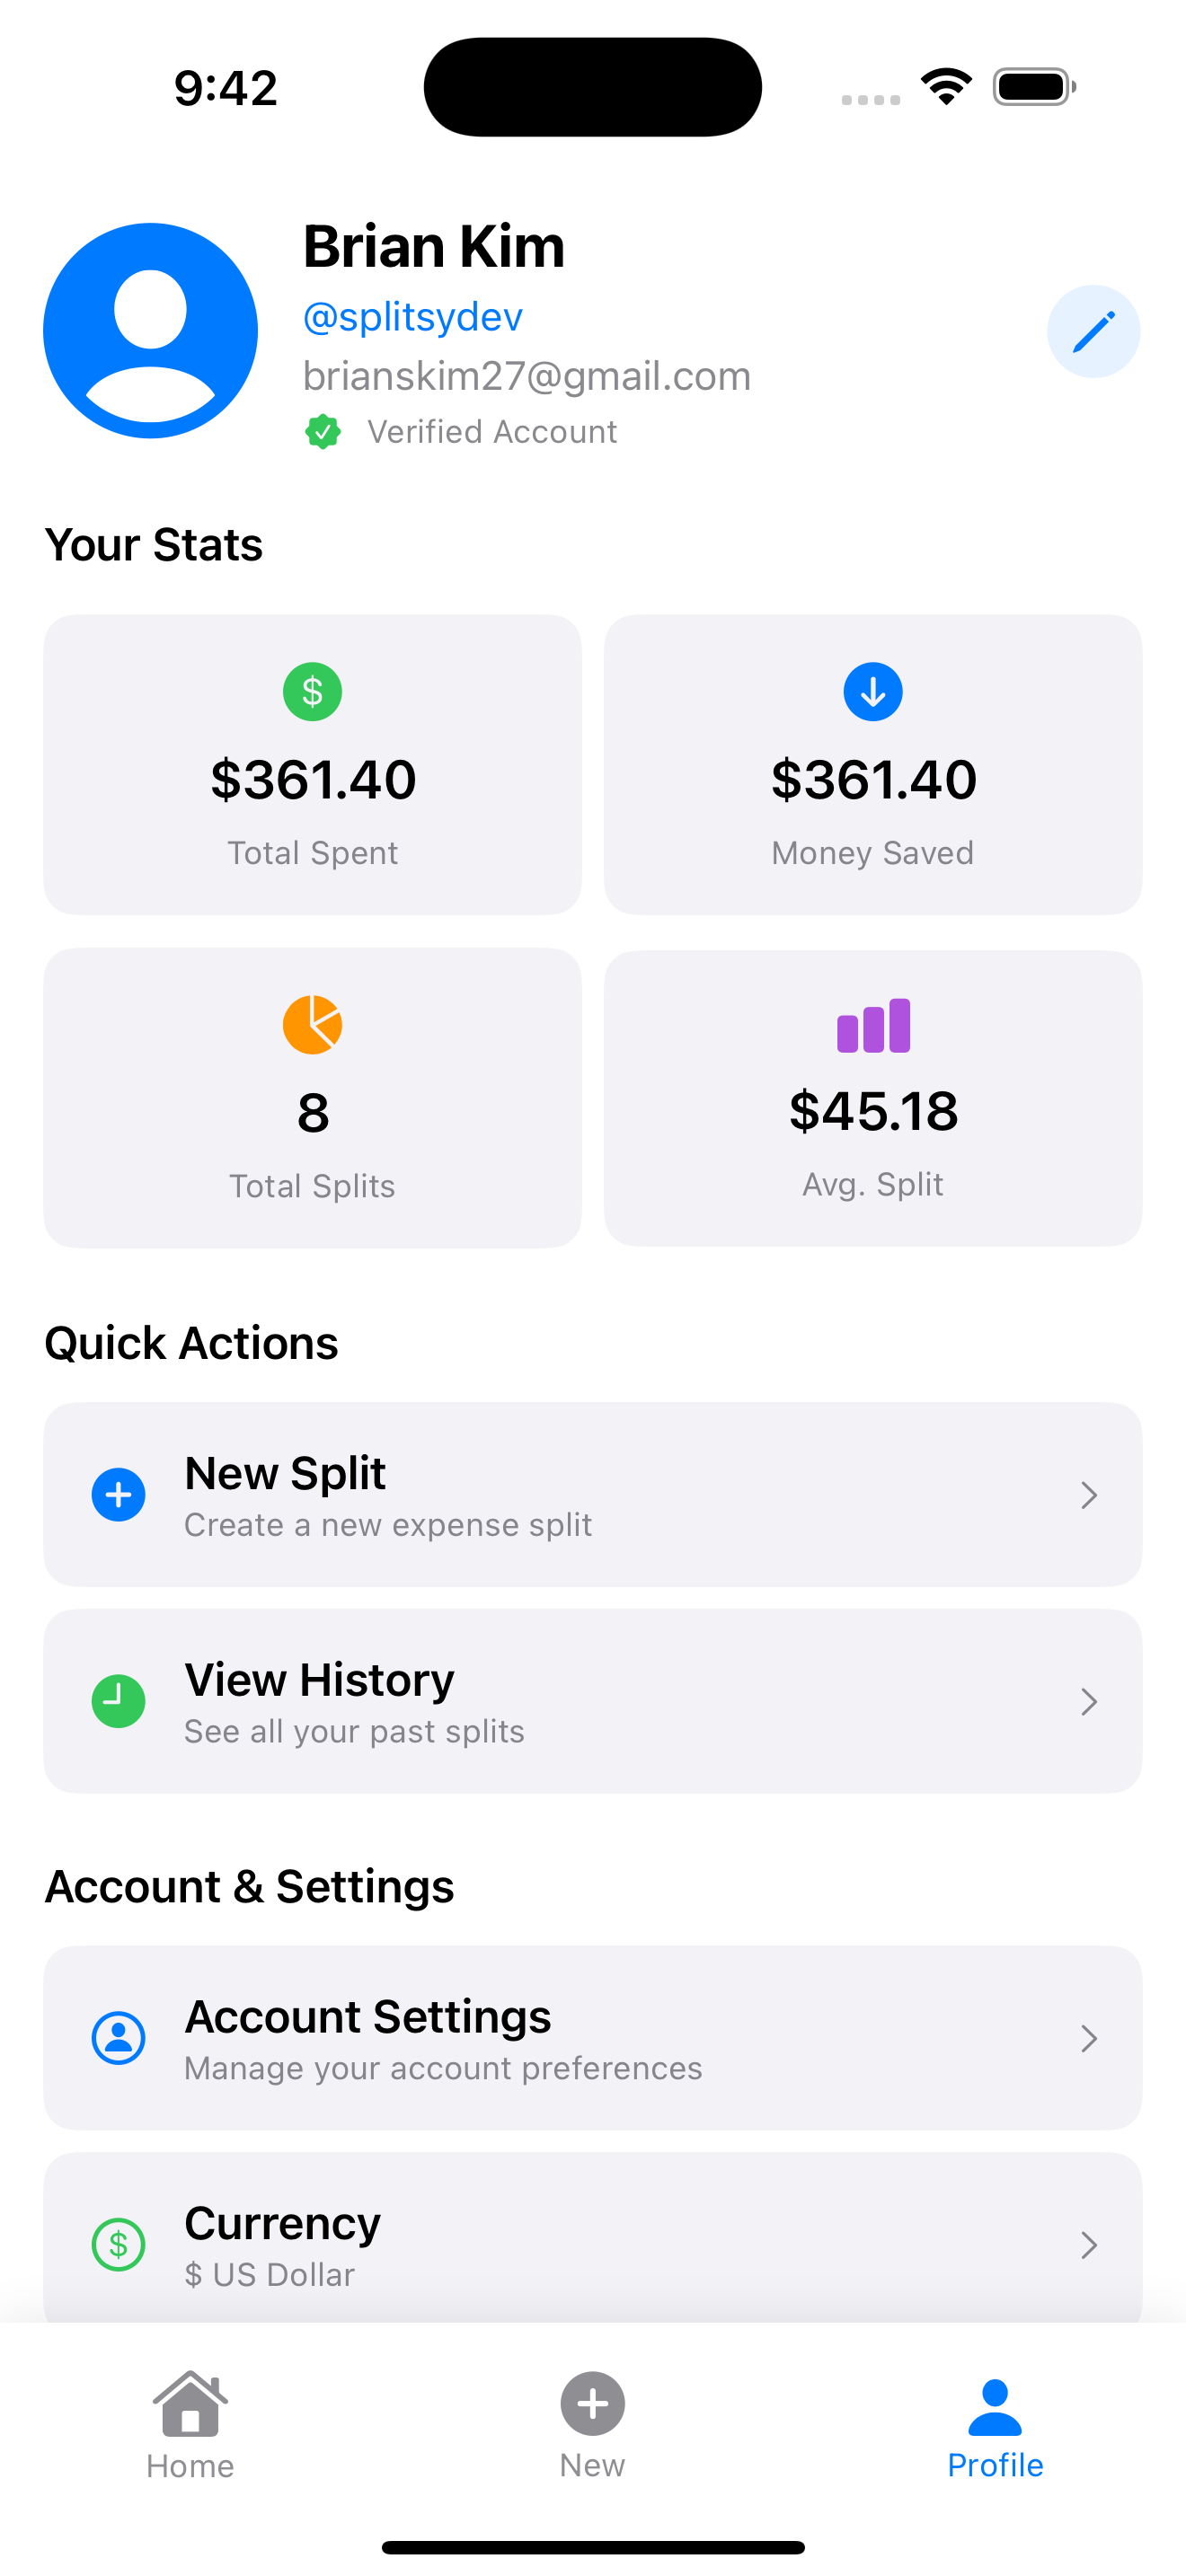 9:42
Brian Kim
@splitsydev
brianskim27@gmail.com
Verified Account
Your Stats
$
$361.40
Total Spent
$361.40
Money Saved
8
Total Splits
$45.18
Avg. Split
Quick Actions
New Split
Create a new expense split
View History
See all your past splits
Account & Settings
Account Settings
Manage your account preferences
$
Currency
$ US Dollar
Home
New
Profile